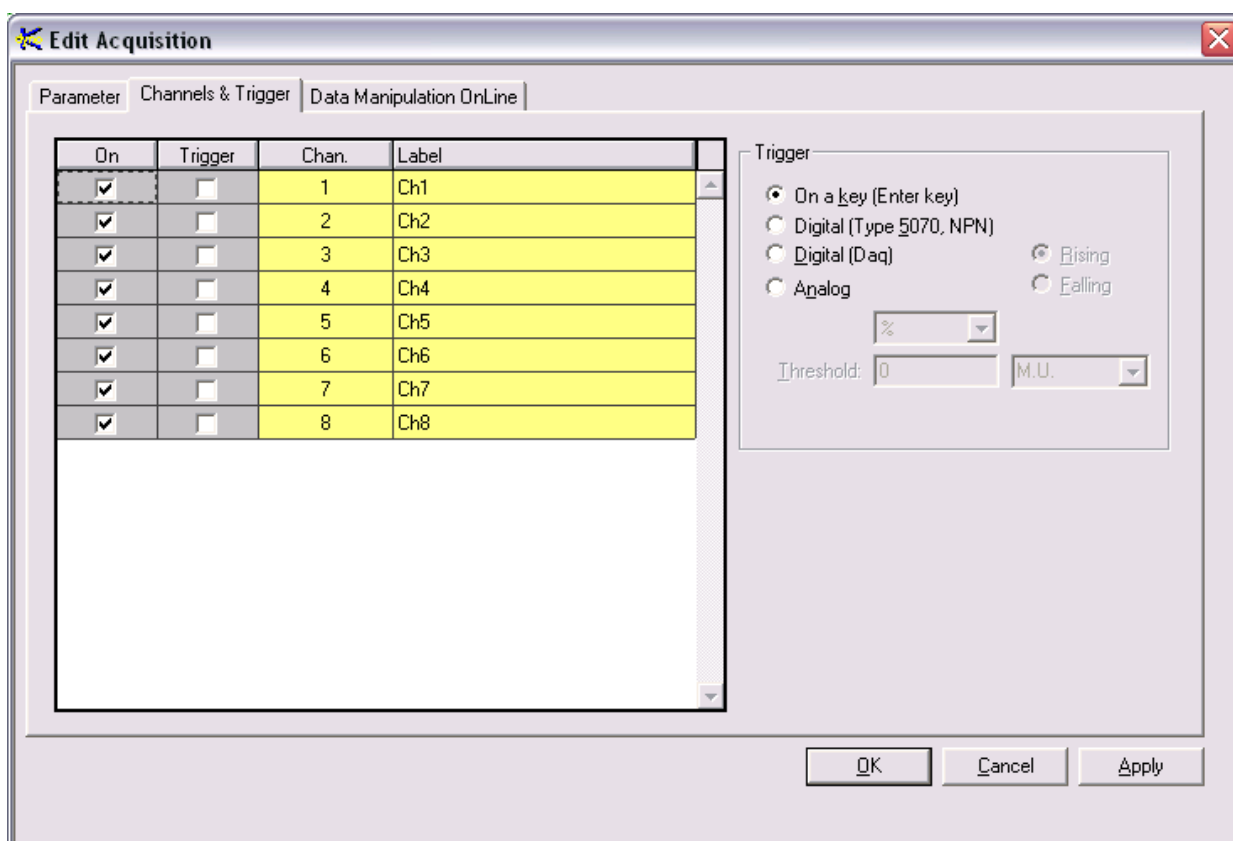 Edit Acquisition
Parameter Channels & Trigger Data Manipulation OnLine
On Trigger Chan. Label
1 Ch1
2 Ch2
3 Ch3
4 Ch4
5 Ch5
6 Ch6
7 Ch7
8 Ch8
Trigger
On a key (Enter key)
Digital (Type 5070, NPN)
Digital (Daq) Rising
Analog Falling
%
Threshold: 0 M.U.
OK Cancel Apply